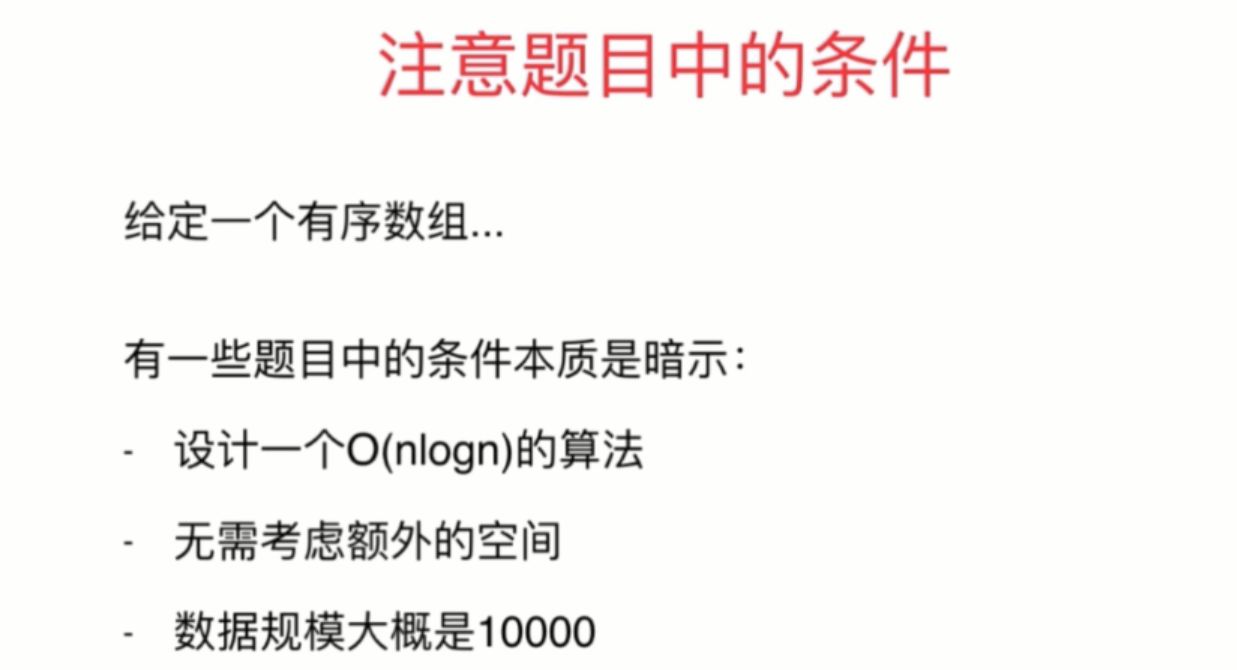 注意题目中的条件
给定一个有序数组...
有一些题目中的条件本质是暗示：
- 设计一个O(nlogn)的算法
- 无需考虑额外的空间
- 数据规模大概是10000